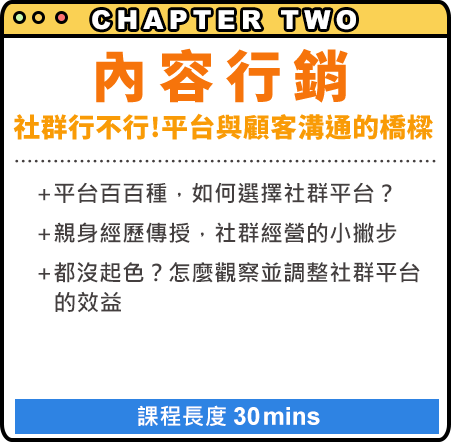 CHAPTER TWO
內容行銷
社群行不行!平台與顧客溝通的橋樑
+平台百百種，如何選擇社群平台？
+親身經歷傳授，社群經營的小撇步
+都沒起色？怎麼觀察並調整社群平台
的效益
課程長度 30mins